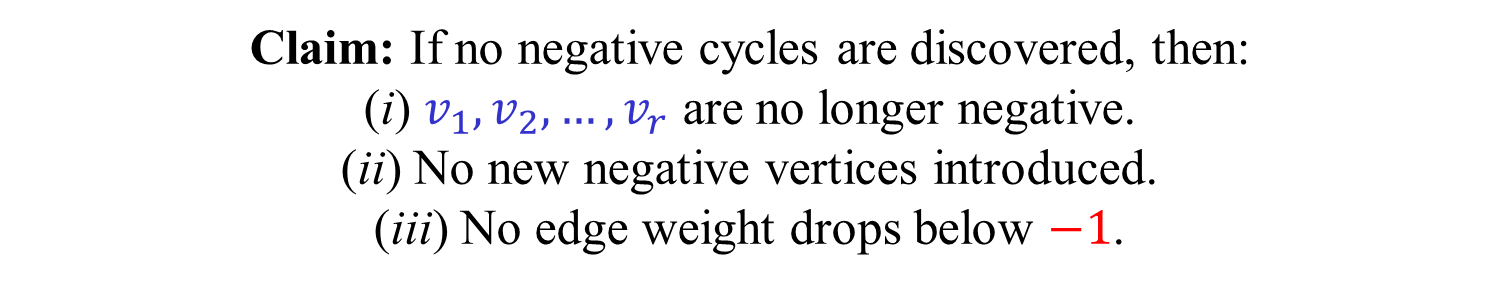 Claim: If no negative cycles are discovered, then:
(i) v₁, v₂, … , vᵣ are no longer negative.
(ii) No new negative vertices introduced.
(iii) No edge weight drops below −1.